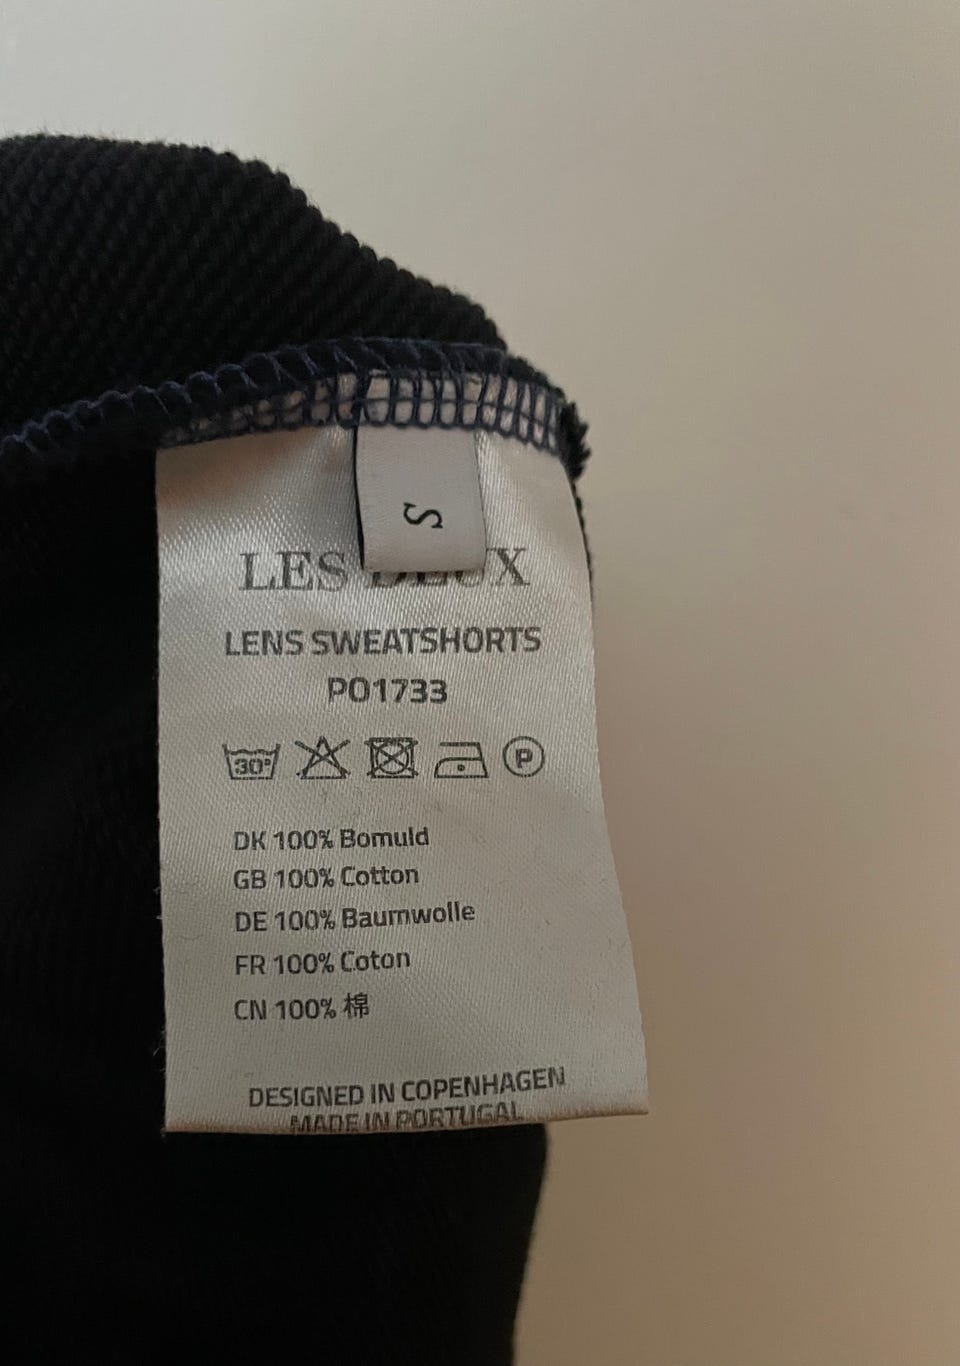 S
LES DEUX
LENS SWEATSHORTS
PO1733
30°
P
DK 100% Bomuld
GB 100% Cotton
DE 100% Baumwolle
FR 100% Coton
CN 100% 棉
DESIGNED IN COPENHAGEN
MADE IN PORTUGAL